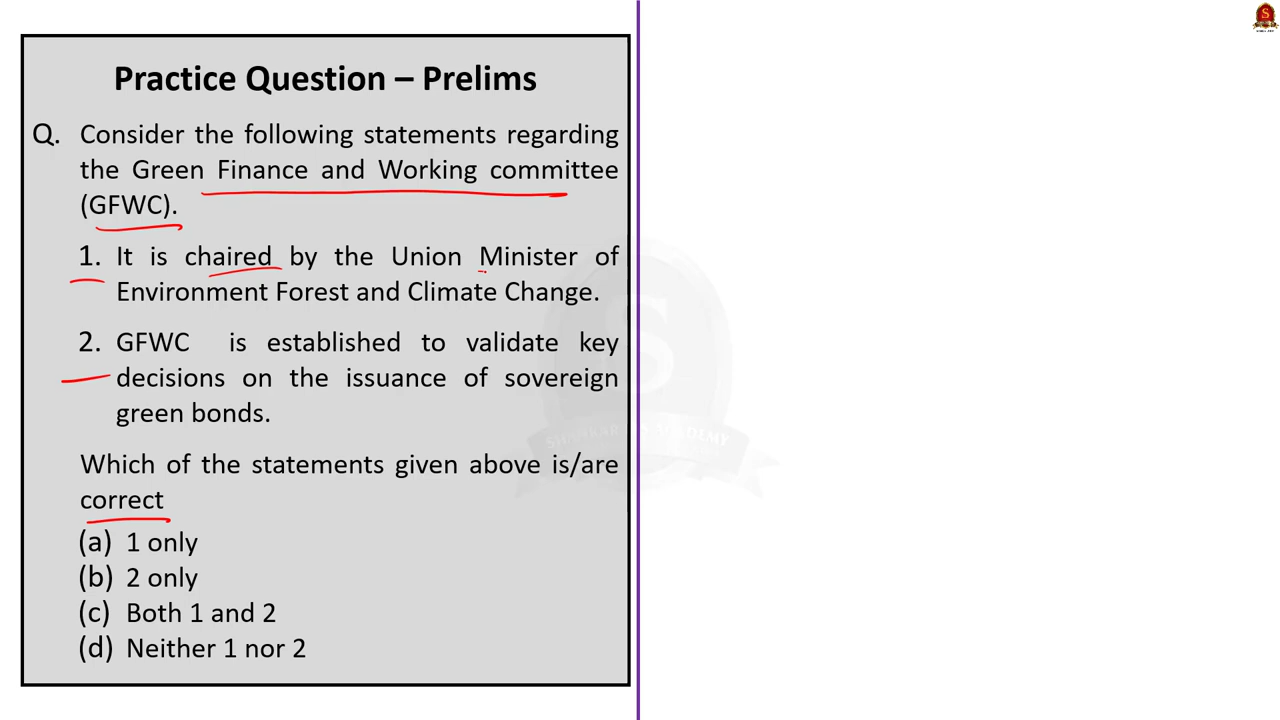 Practice Question – Prelims
Q. Consider the following statements regarding
the Green Finance and Working committee
(GFWC).
1. It is chaired by the Union Minister of
Environment Forest and Climate Change.
2. GFWC is established to validate key
decisions on the issuance of sovereign
green bonds.
Which of the statements given above is/are
correct
(a) 1 only
(b) 2 only
(c) Both 1 and 2
(d) Neither 1 nor 2